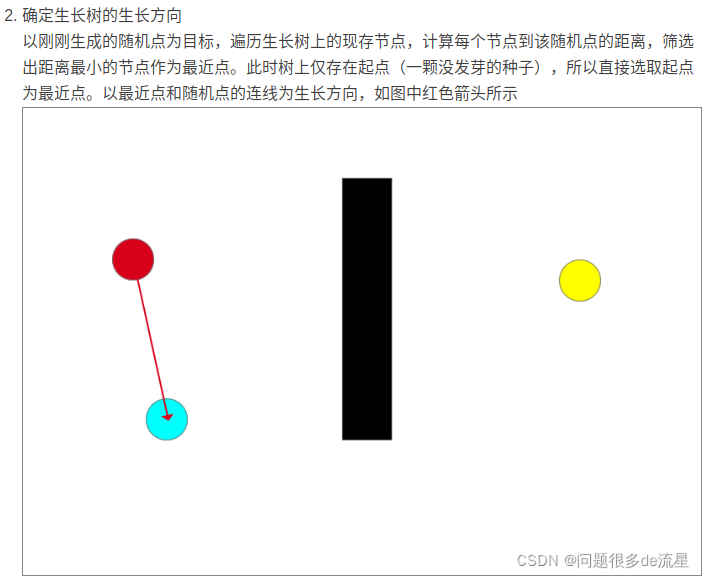 2. 确定生长树的生长方向
以刚刚生成的随机点为目标，遍历生长树上的现存节点，计算每个节点到该随机点的距离，筛选
出距离最小的节点作为最近点。此时树上仅存在起点（一颗没发芽的种子），所以直接选取起点
为最近点。以最近点和随机点的连线为生长方向，如图中红色箭头所示
CSDN @问题很多de流星